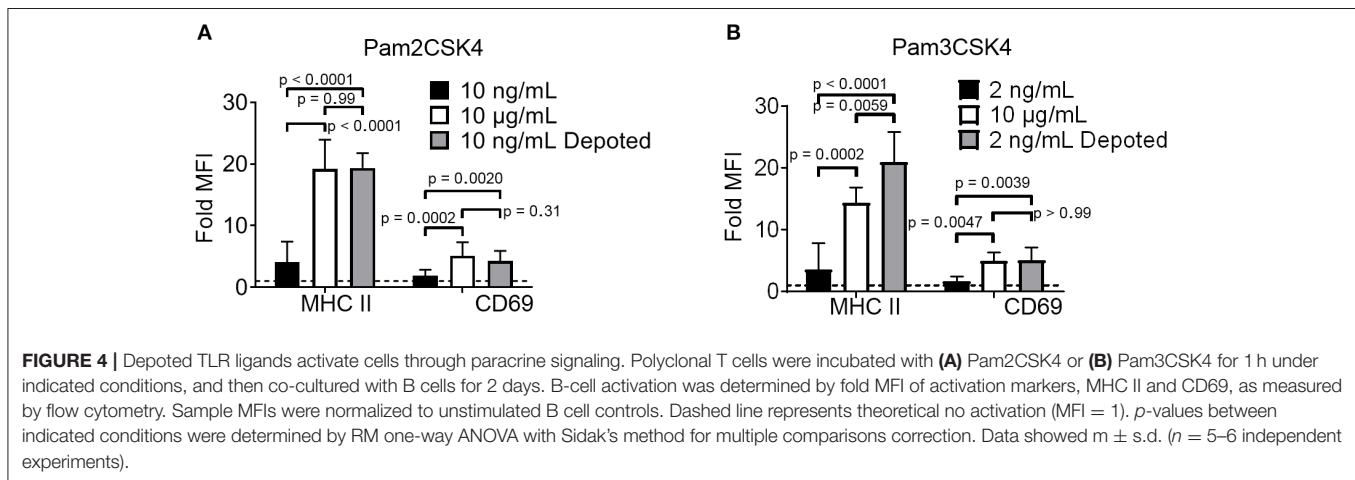 A
Pam2CSK4
p < 0.0001
p = 0.99
p < 0.0001
10 ng/mL
10 µg/mL
10 ng/mL Depoted
Fold MFI
30
20
10
0
p = 0.0020
p = 0.0002
p = 0.31
MHC II
CD69
B
Pam3CSK4
p < 0.0001
p = 0.0059
p = 0.0002
2 ng/mL
10 µg/mL
2 ng/mL Depoted
Fold MFI
30
20
10
0
p = 0.0039
p = 0.0047
p > 0.99
MHC II
CD69
FIGURE 4 | Depoted TLR ligands activate cells through paracrine signaling. Polyclonal T cells were incubated with (A) Pam2CSK4 or (B) Pam3CSK4 for 1 h under
indicated conditions, and then co-cultured with B cells for 2 days. B-cell activation was determined by fold MFI of activation markers, MHC II and CD69, as measured
by flow cytometry. Sample MFIs were normalized to unstimulated B cell controls. Dashed line represents theoretical no activation (MFI = 1). p-values between
indicated conditions were determined by RM one-way ANOVA with Sidak's method for multiple comparisons correction. Data showed m ± s.d. (n = 5–6 independent
experiments).